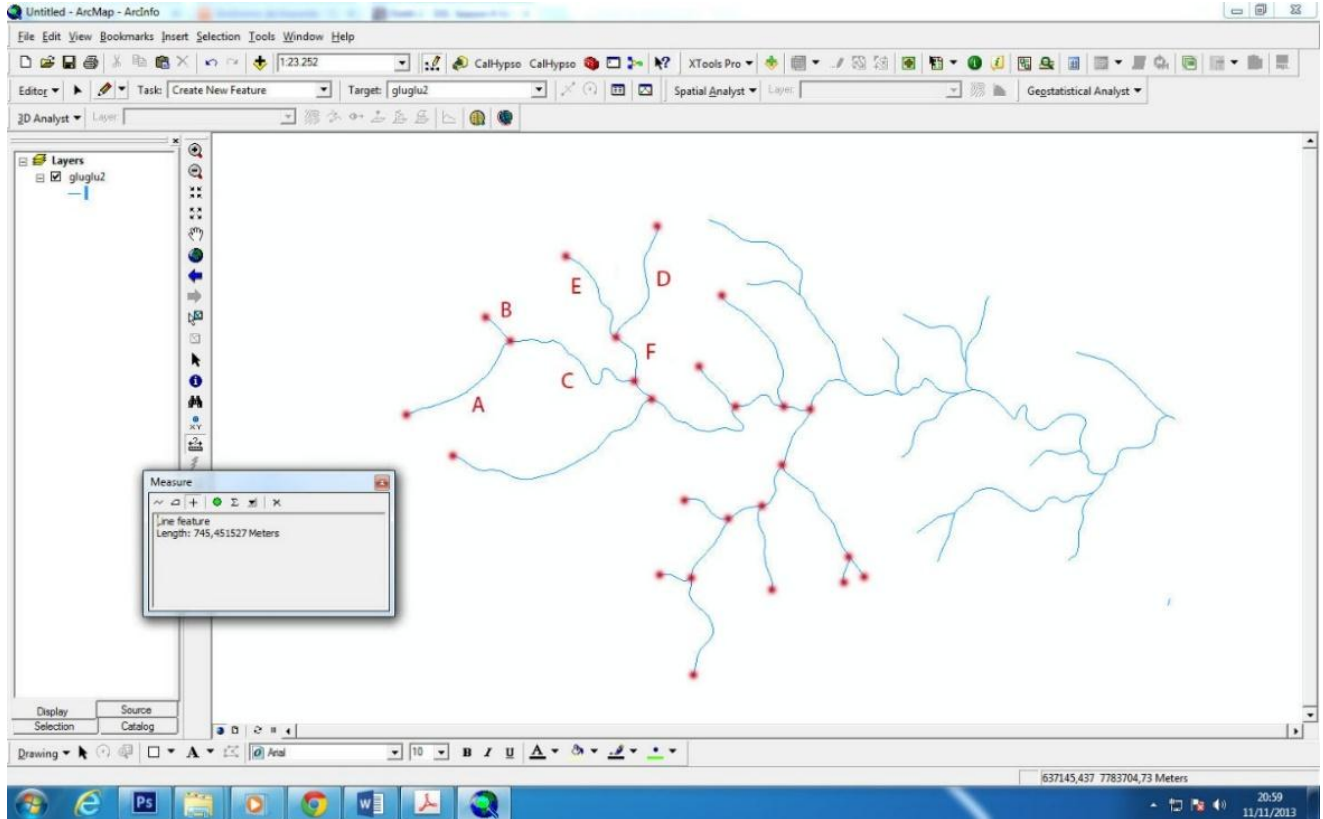 Untitled - ArcMap - ArcInfo
File Edit View Bookmarks Insert Selection Tools Window Help
1:23.252 CalHypso CalHypso XTools Pro
Editor Task: Create New Feature Target: gluglu2 Spatial Analyst Layer: Geostatistical Analyst
3D Analyst Layer:
Layers
gluglu2
D
E
B
F
C
A
Measure
Line feature
Length: 745,451527 Meters
Display Source
Selection Catalog
Drawing A Arial 10 B I U A
637145,437 7783704,73 Meters
Ps
20:59
11/11/2013